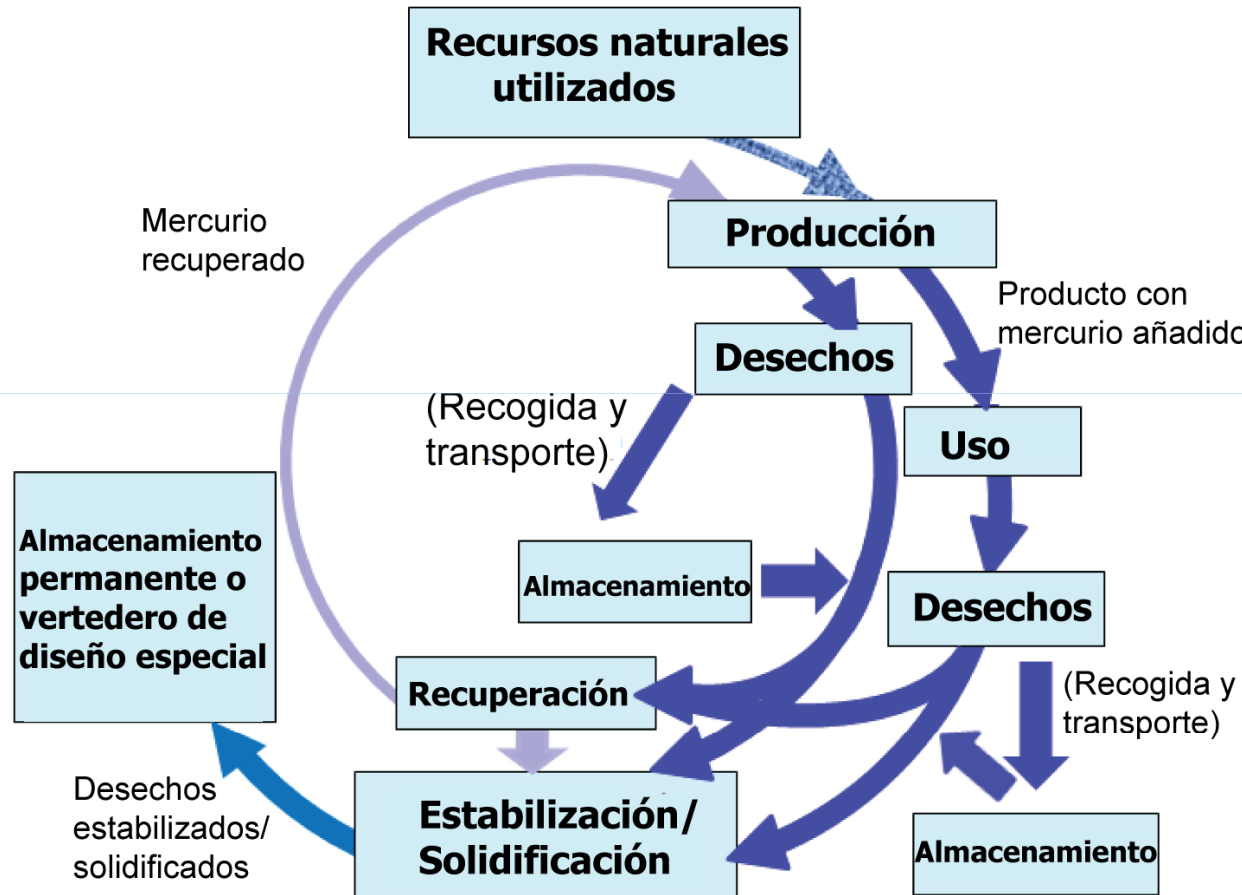 Recursos naturales
utilizados
Mercurio
recuperado
Producción
Producto con
mercurio añadido
Desechos
(Recogida y
transporte)
Uso
Almacenamiento
permanente o
vertedero de
diseño especial
Almacenamiento
Desechos
Recuperación
(Recogida y
transporte)
Desechos
estabilizados/
solidificados
Estabilización/
Solidificación
Almacenamiento